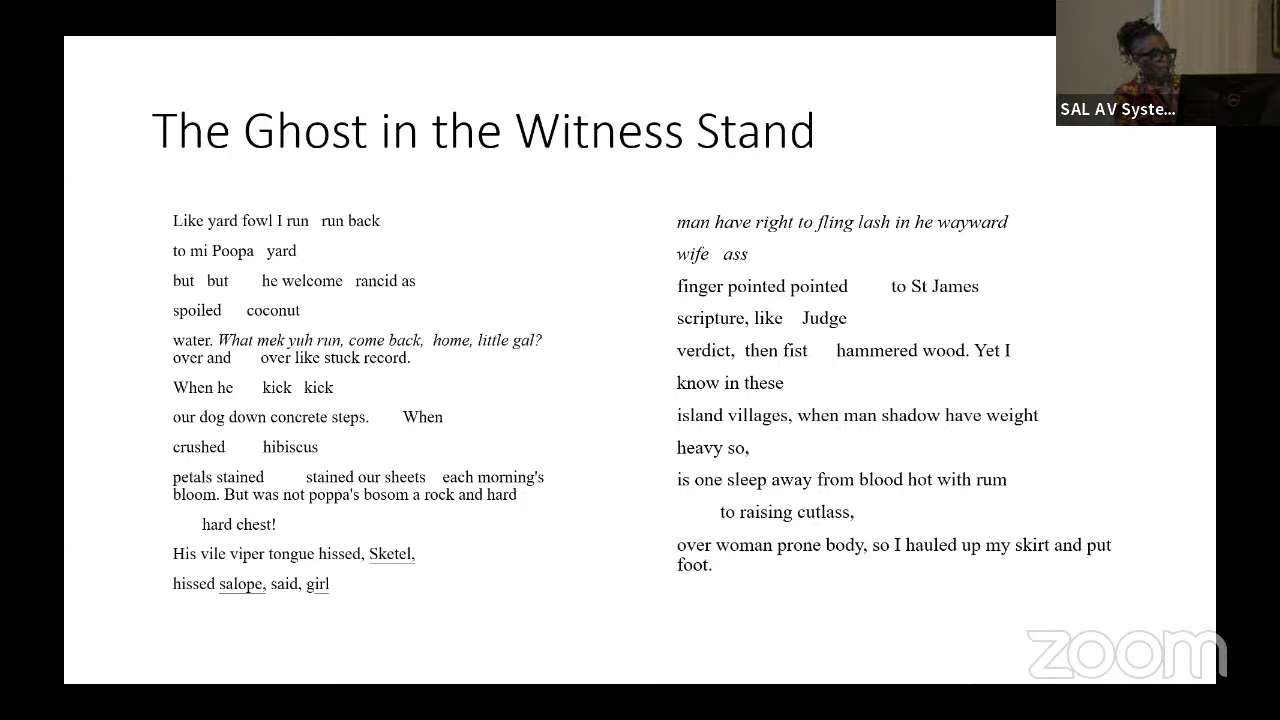 The Ghost in the Witness Stand
SAL AV Syste...
Like yard fowl I run run back
to mi Poopa yard
but but he welcome rancid as
spoiled coconut
water. What mek yuh run, come back, home, little gal?
over and over like stuck record.
When he kick kick
our dog down concrete steps. When
crushed hibiscus
petals stained stained our sheets each morning's
bloom. But was not poppa's bosom a rock and hard
hard chest!
His vile viper tongue hissed, Sketel,
hissed salope, said, girl
man have right to fling lash in he wayward
wife ass
finger pointed pointed to St James
scripture, like Judge
verdict, then fist hammered wood. Yet I
know in these
island villages, when man shadow have weight
heavy so,
is one sleep away from blood hot with rum
to raising cutlass,
over woman prone body, so I hauled up my skirt and put
foot.
zoom